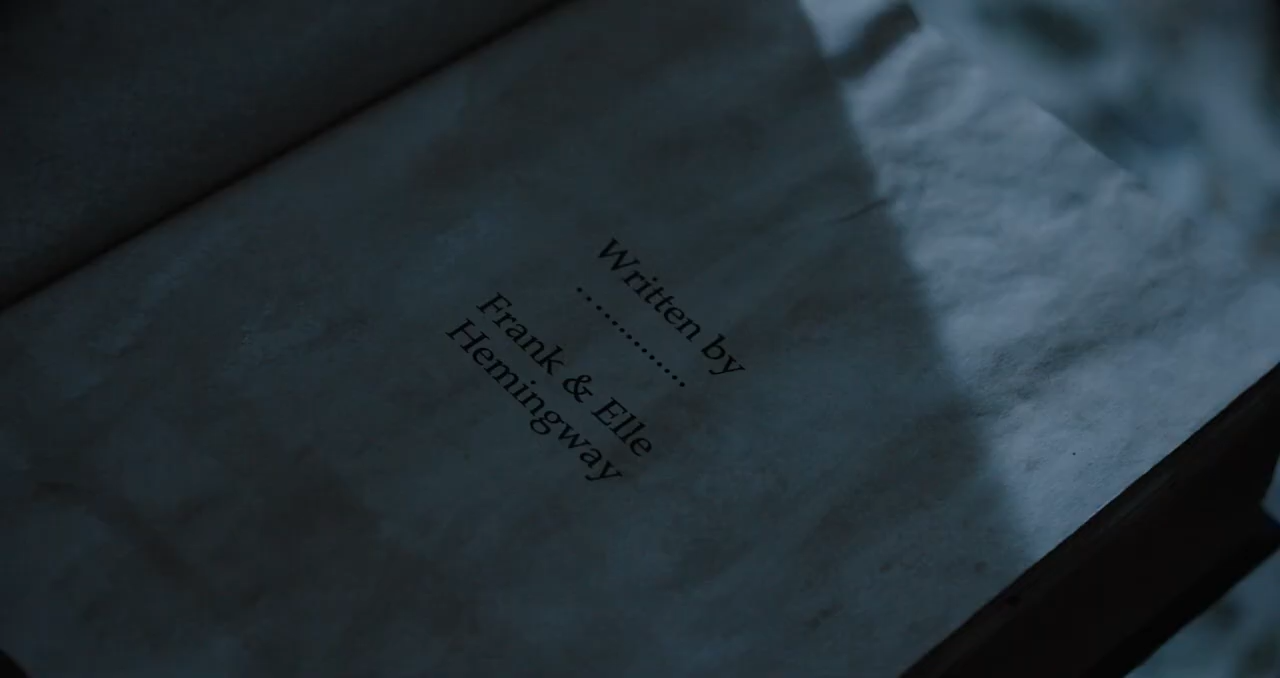 Written by
..............
Frank & Elle
Hemingway